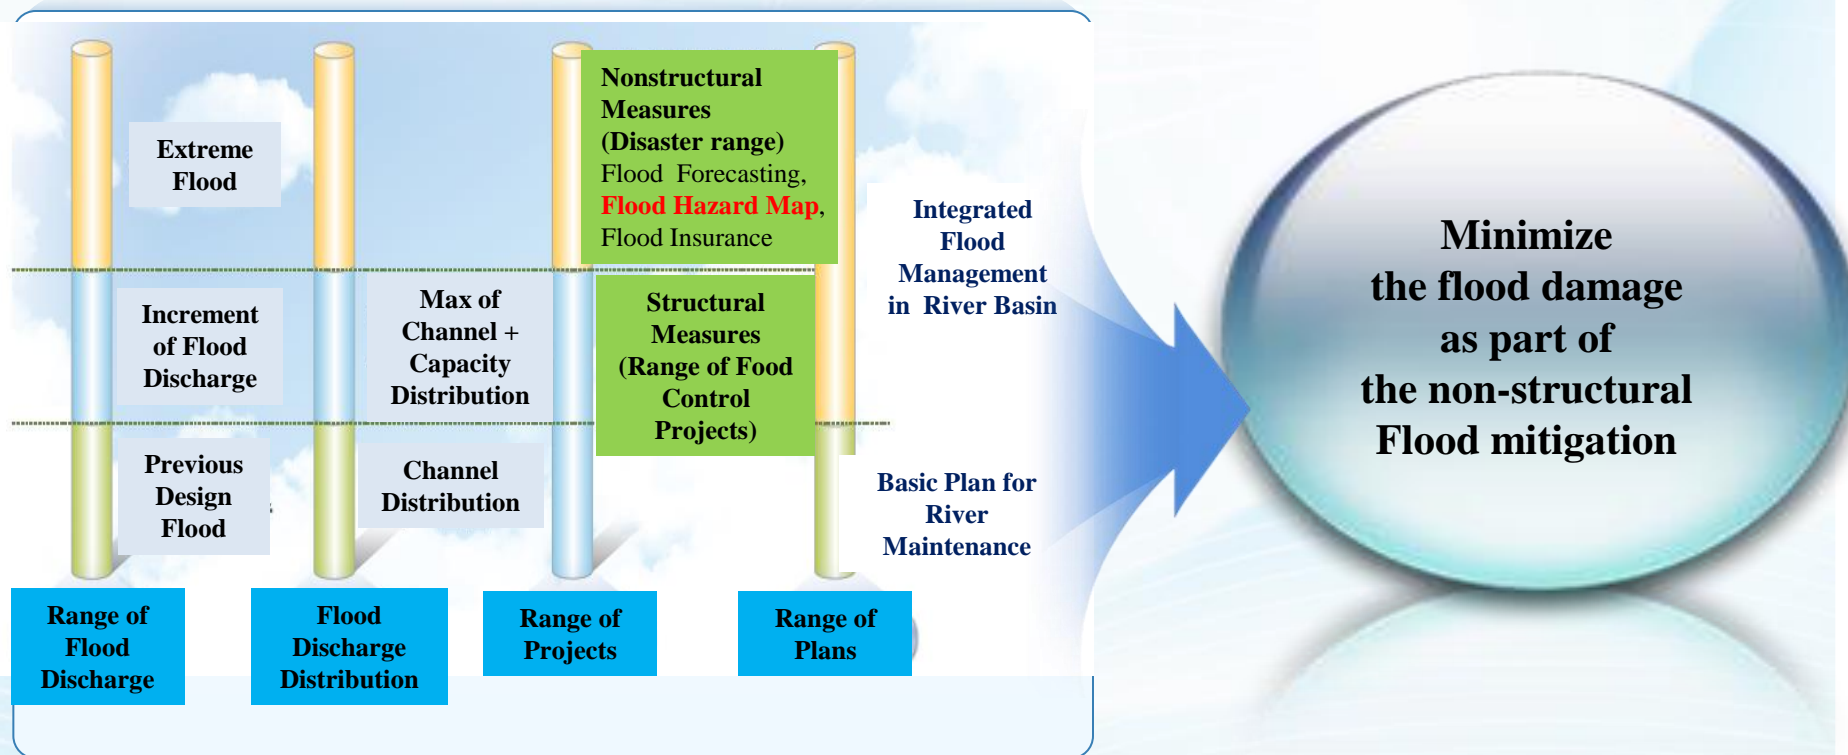 Extreme
Flood
Increment
of Flood
Discharge
Previous
Design
Flood
Range of
Flood
Discharge
Max of
Channel +
Capacity
Distribution
Channel
Distribution
Flood
Discharge
Distribution
Nonstructural
Measures
(Disaster range)
Flood Forecasting,
Flood Hazard Map,
Flood Insurance
Structural
Measures
(Range of Food
Control
Projects)
Range of
Projects
Integrated
Flood
Management
in River Basin
Basic Plan for
River
Maintenance
Range of
Plans
Minimize
the flood damage
as part of
the non-structural
Flood mitigation